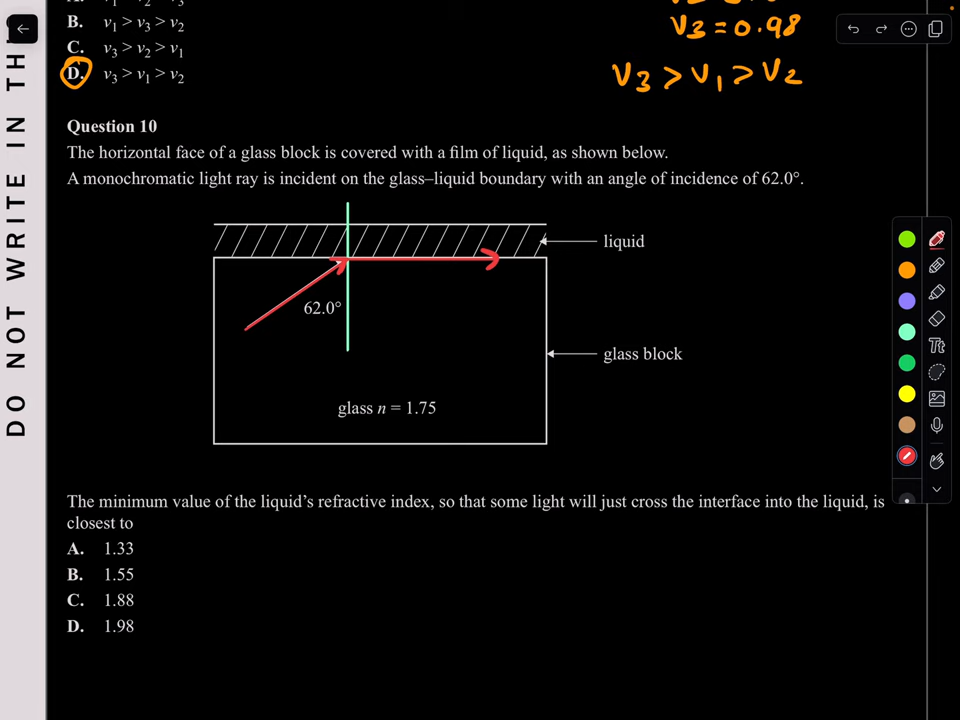 v3 = 0.98
B. v1 > v3 > v2
C. v3 > v2 > v1
D. v3 > v1 > v2
v3 > v1 > v2
DO NOT WRITE IN TH
Question 10
The horizontal face of a glass block is covered with a film of liquid, as shown below.
A monochromatic light ray is incident on the glass–liquid boundary with an angle of incidence of 62.0°.
liquid
62.0°
glass block
glass n = 1.75
Tt
The minimum value of the liquid's refractive index, so that some light will just cross the interface into the liquid, is
closest to
A. 1.33
B. 1.55
C. 1.88
D. 1.98